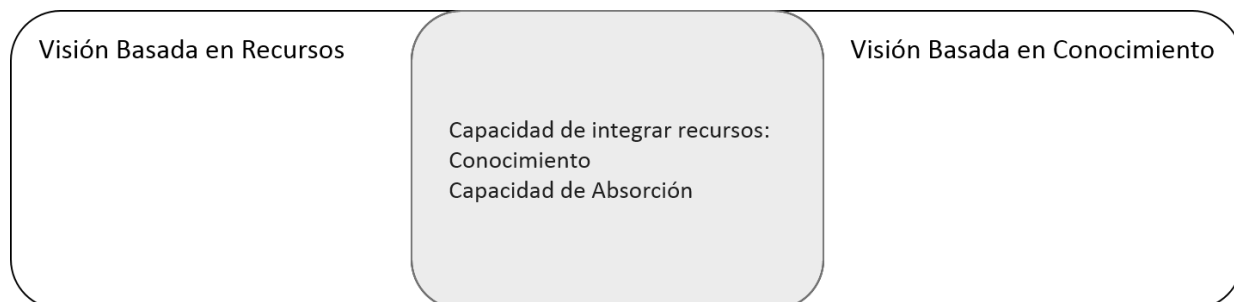 Visión Basada en Recursos
Visión Basada en Conocimiento
Capacidad de integrar recursos:
Conocimiento
Capacidad de Absorción